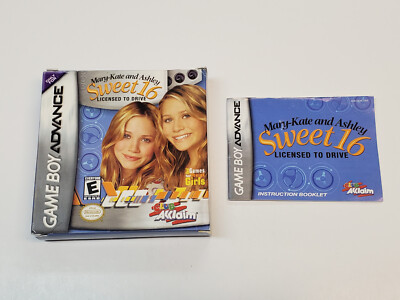 Mary-Kate and Ashley
Sweet 16
LICENSED TO DRIVE
GAME BOY ADVANCE
Games
Girls
EVERYONE
E
Acclaim
Mary-Kate and Ashley
Sweet 16
LICENSED TO DRIVE
GAME BOY ADVANCE
Acclaim
INSTRUCTION BOOKLET